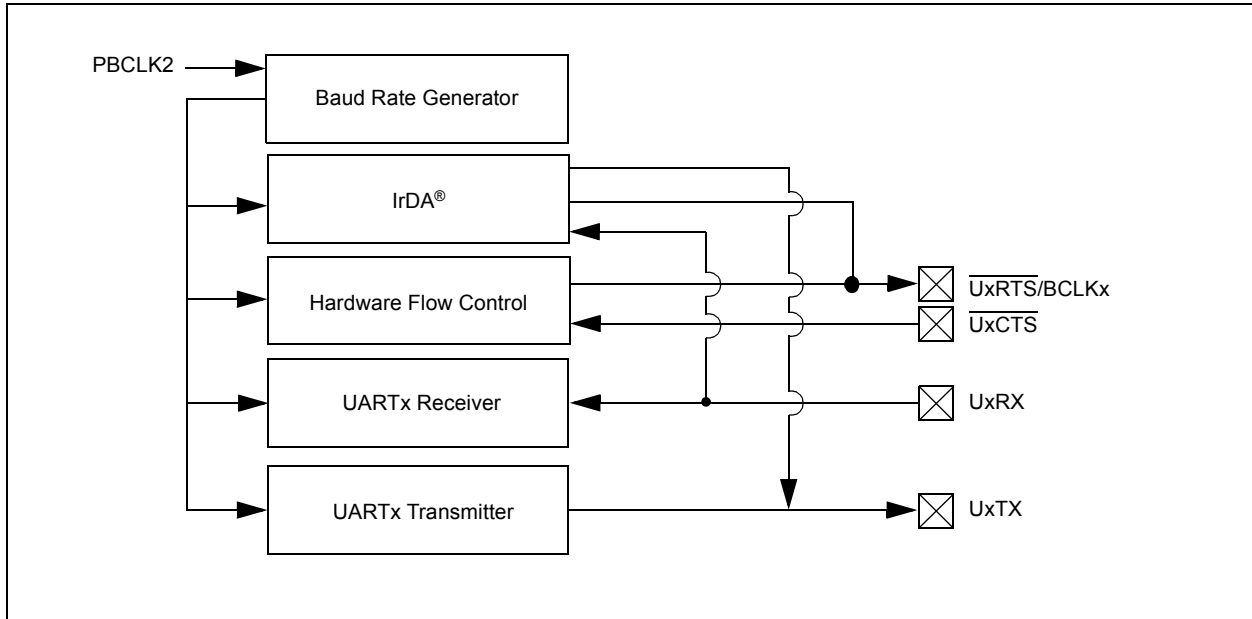 PBCLK2
Baud Rate Generator
IrDA®
Hardware Flow Control
UxRTS/BCLKx
UxCTS
UARTx Receiver
UxRX
UARTx Transmitter
UxTX